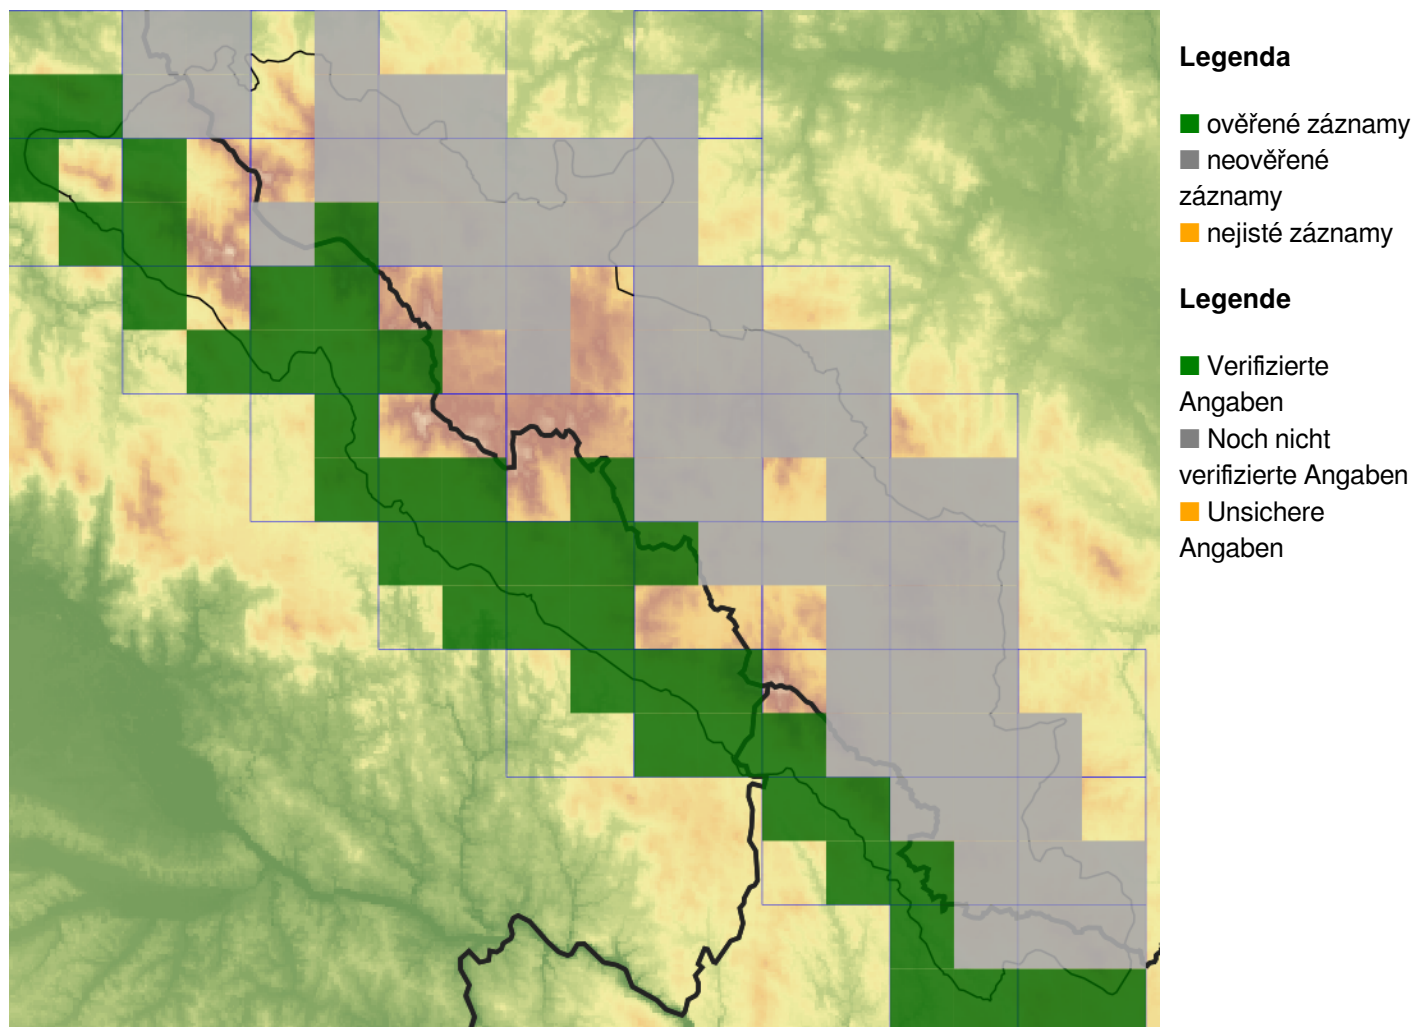 Legenda
ověřené záznamy
neověřené
záznamy
nejisté záznamy
Legende
Verifizierte
Angaben
Noch nicht
verifizierte Angaben
Unsichere
Angaben